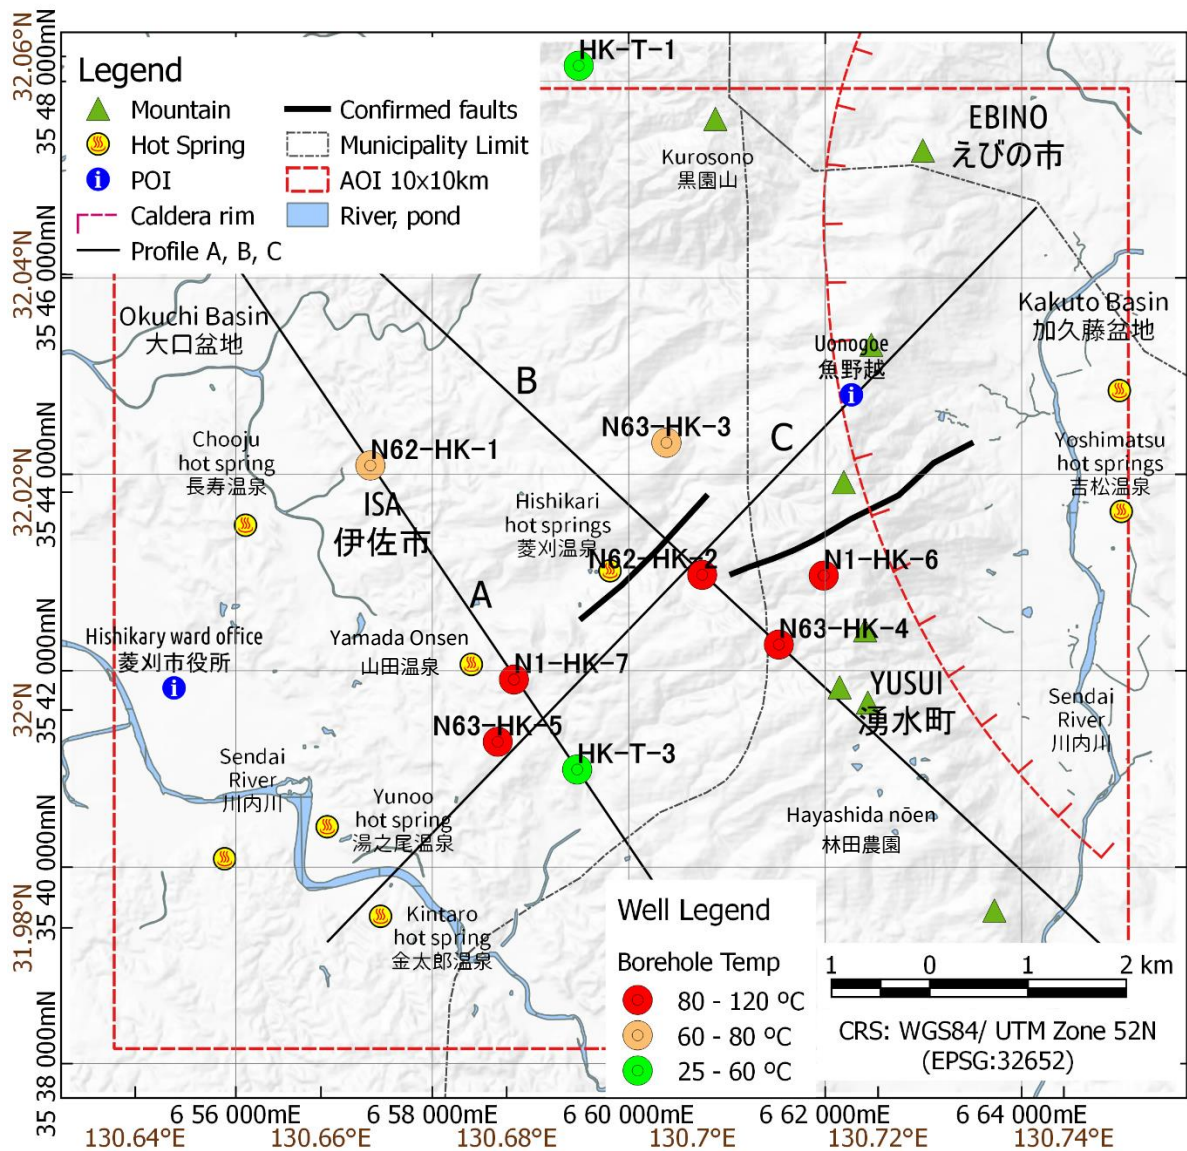 HK-T-1
Legend
Mountain
Hot Spring
POI
Caldera rim
Profile A, B, C
Confirmed faults
Municipality Limit
AOI 10x10km
River, pond
EBINO
えびの市
Kurosono
黒園山
Okuchi Basin
大口盆地
Kakuto Basin
加久藤盆地
Uonogoe
魚野越
B
C
N63-HK-3
N62-HK-1
Chooju
hot spring
長寿温泉
ISA
伊佐市
Hishikari
hot springs
菱刈温泉
Yoshimatsu
hot springs
吉松温泉
N62-HK-2
N1-HK-6
A
Hishikary ward office
菱刈市役所
Yamada Onsen
山田温泉
N1-HK-7
N63-HK-4
YUSUI
湧水町
N63-HK-5
HK-T-3
Sendai
River
川内川
Sendai
River
川内川
Yunoo
hot spring
湯之尾温泉
Hayashida nōen
林田農園
Kintaro
hot spring
金太郎温泉
Well Legend
Borehole Temp
80 - 120 ºC
60 - 80 ºC
25 - 60 ºC
1 0 1 2 km
CRS: WGS84/ UTM Zone 52N
(EPSG:32652)
32.06°N
32.04°N
32.02°N
32°N
31.98°N
35 48 000mN
35 46 000mN
35 44 000mN
35 42 000mN
35 40 000mN
35 38 000mN
6 56 000mE 6 58 000mE 6 60 000mE 6 62 000mE 6 64 000mE
130.64°E 130.66°E 130.68°E 130.7°E 130.72°E 130.74°E